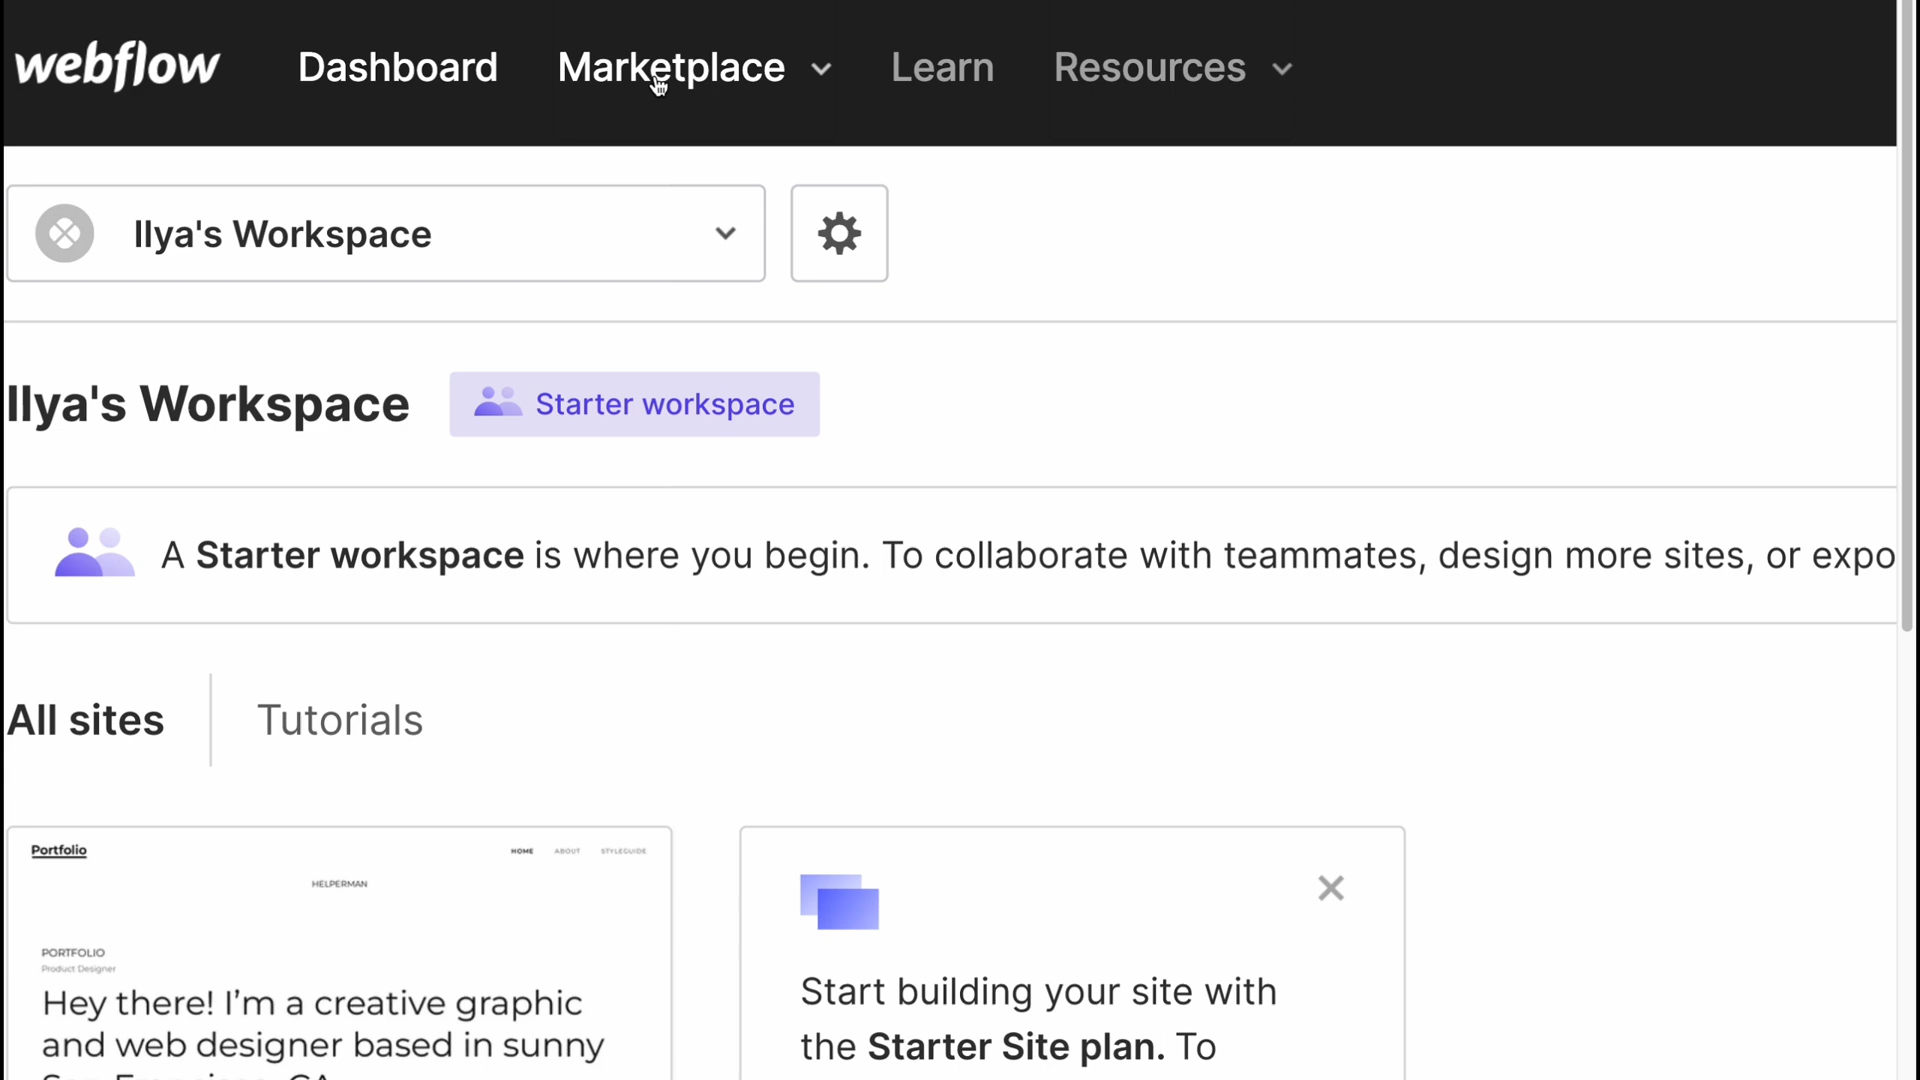 webflow Dashboard Marketplace Learn Resources
Ilya's Workspace
Ilya's Workspace Starter workspace
A Starter workspace is where you begin. To collaborate with teammates, design more sites, or expo
All sites Tutorials
Portfolio HOME ABOUT STYLEGUIDE
HELPERMAN
PORTFOLIO
Product Designer
Hey there! I'm a creative graphic
and web designer based in sunny
San Francisco, CA
Start building your site with
the Starter Site plan. To